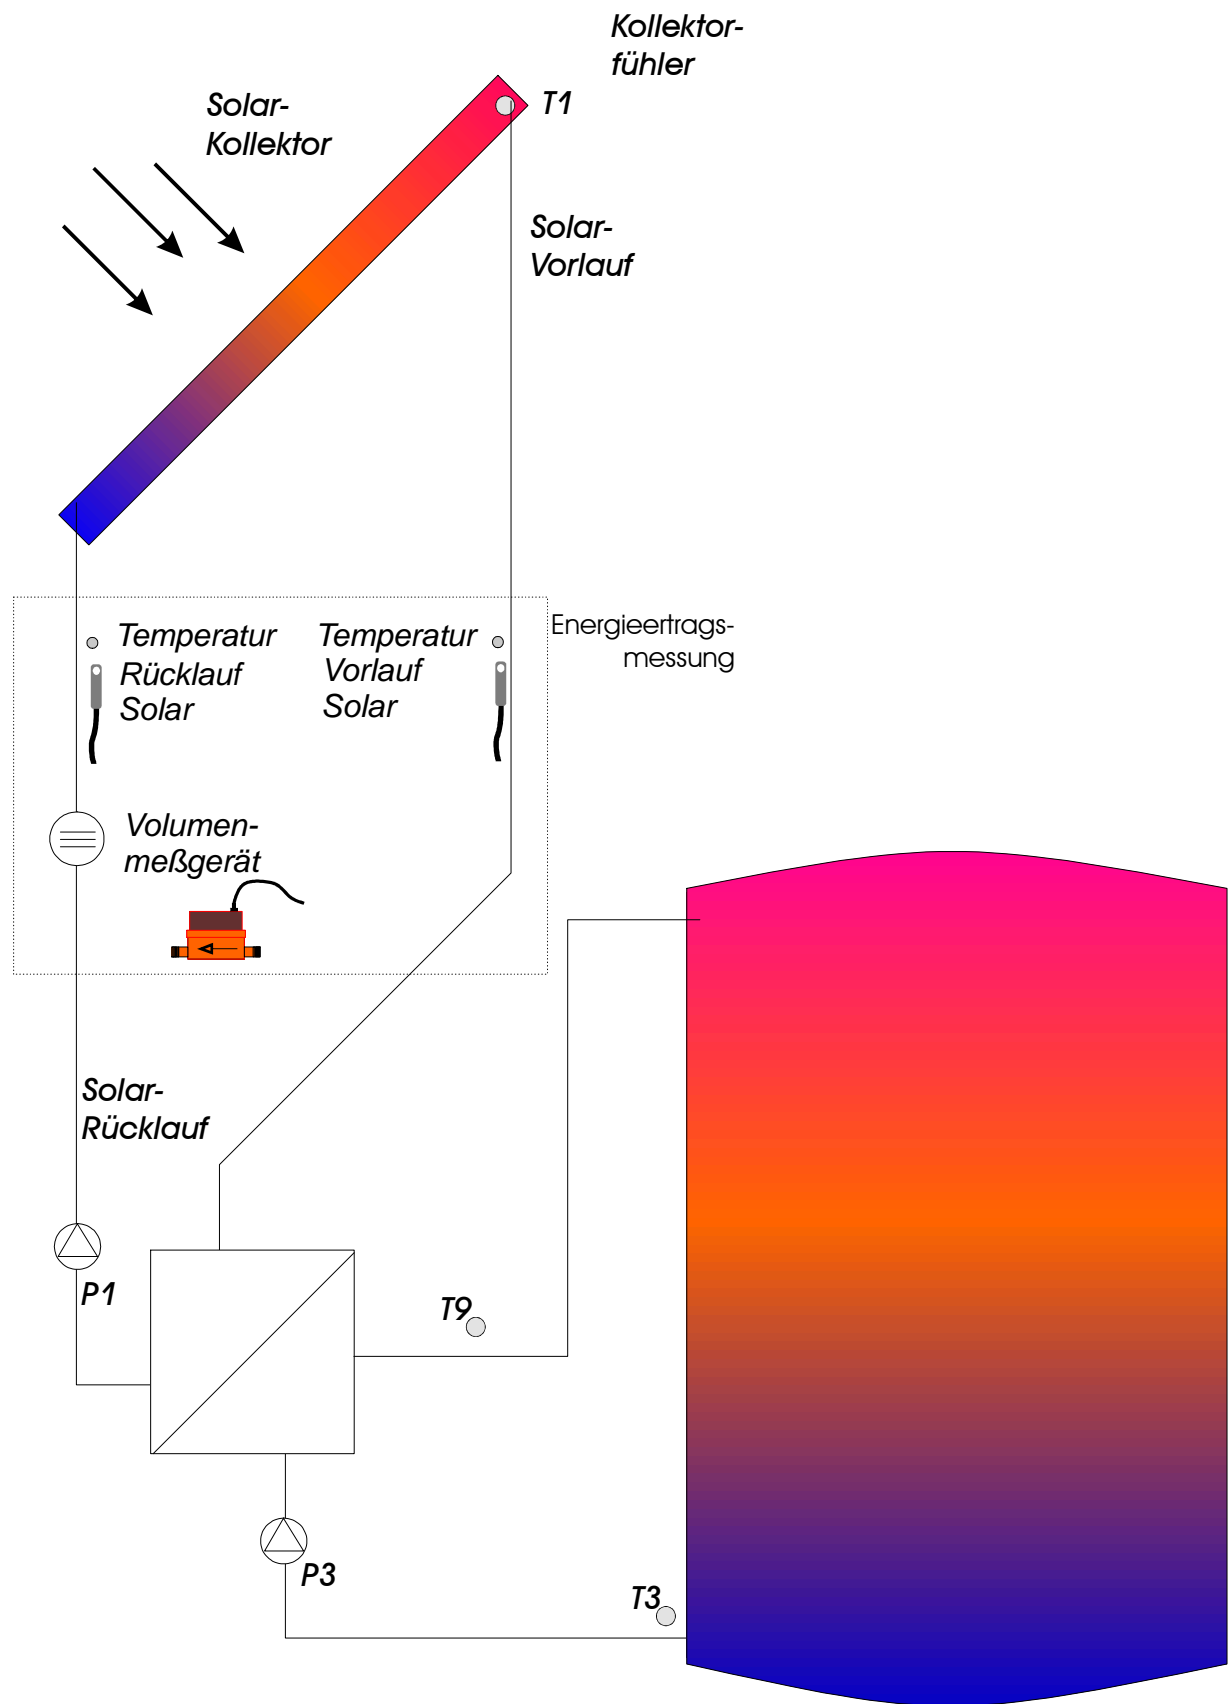 Kollektor-
fühler
T1
Solar-
Kollektor
Solar-
Vorlauf
Temperatur
Rücklauf
Solar
Temperatur
Vorlauf
Solar
Energieertrags-
messung
Volumen-
meßgerät
Solar-
Rücklauf
P1
T9
P3
T3